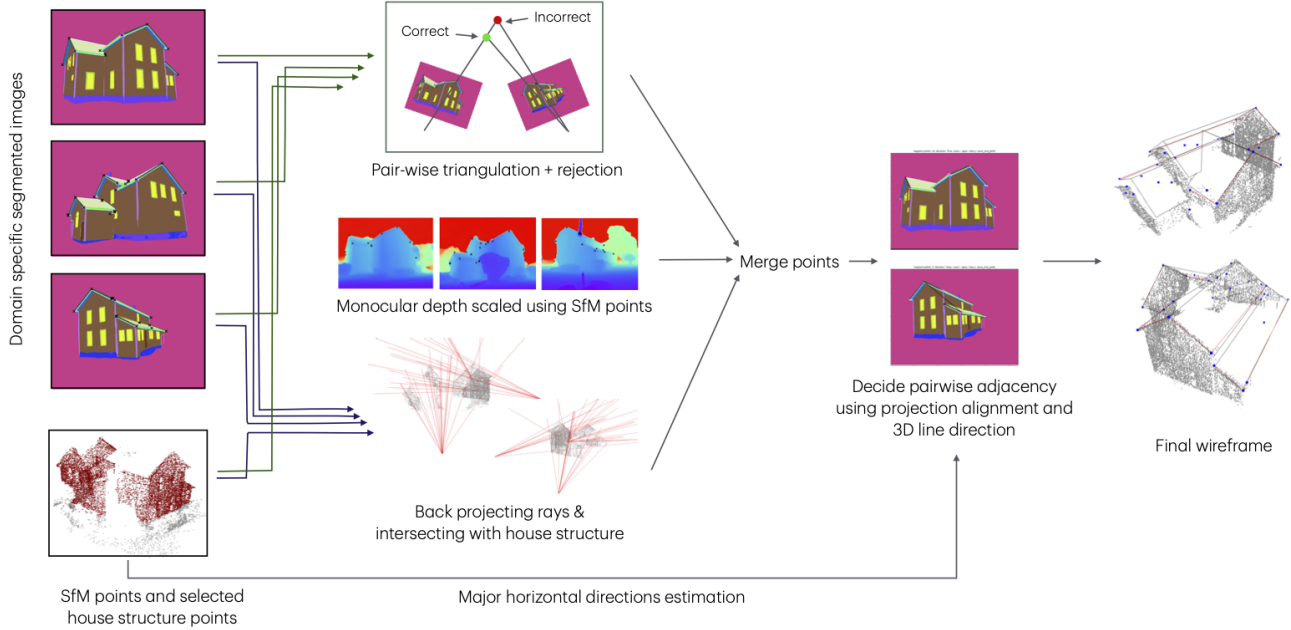 Domain specific segmented images
Incorrect
Correct
Pair-wise triangulation + rejection
Monocular depth scaled using SfM points
Back projecting rays &
intersecting with house structure
SfM points and selected
house structure points
Major horizontal directions estimation
Merge points
Decide pairwise adjacency
using projection alignment and
3D line direction
Final wireframe